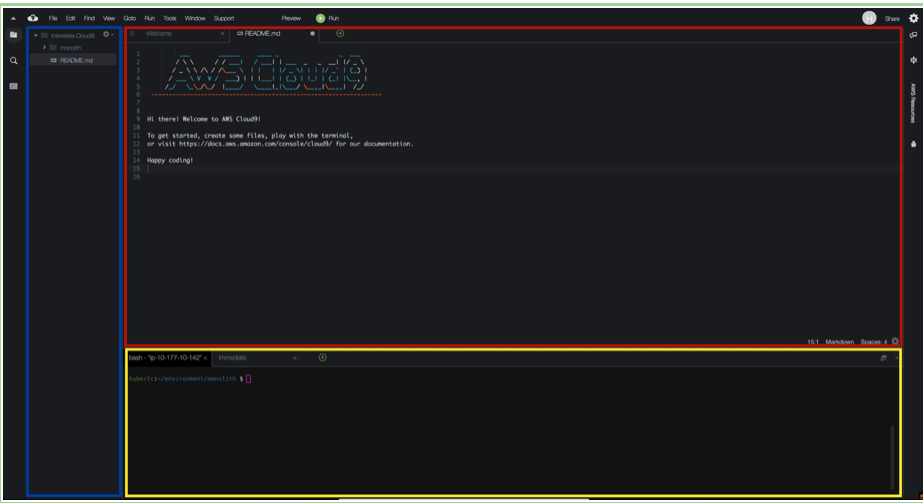 File Edit Find View Goto Run Tools Window Support Preview Run Share
Interstate-Cloud9
monolith
README.md
Welcome × README.md
AWS Cloud9
1
2
3
4
5
6
7
8
9 Hi there! Welcome to AWS Cloud9!
10
11 To get started, create some files, play with the terminal,
12 or visit https://docs.aws.amazon.com/console/cloud9/ for our documentation.
13
14 Happy coding!
15
16
15:1 Markdown Spaces: 4
AWS Resources
bash - "ip-10-177-10-142" × Immediate ×
huberic:~/environment/monolith $